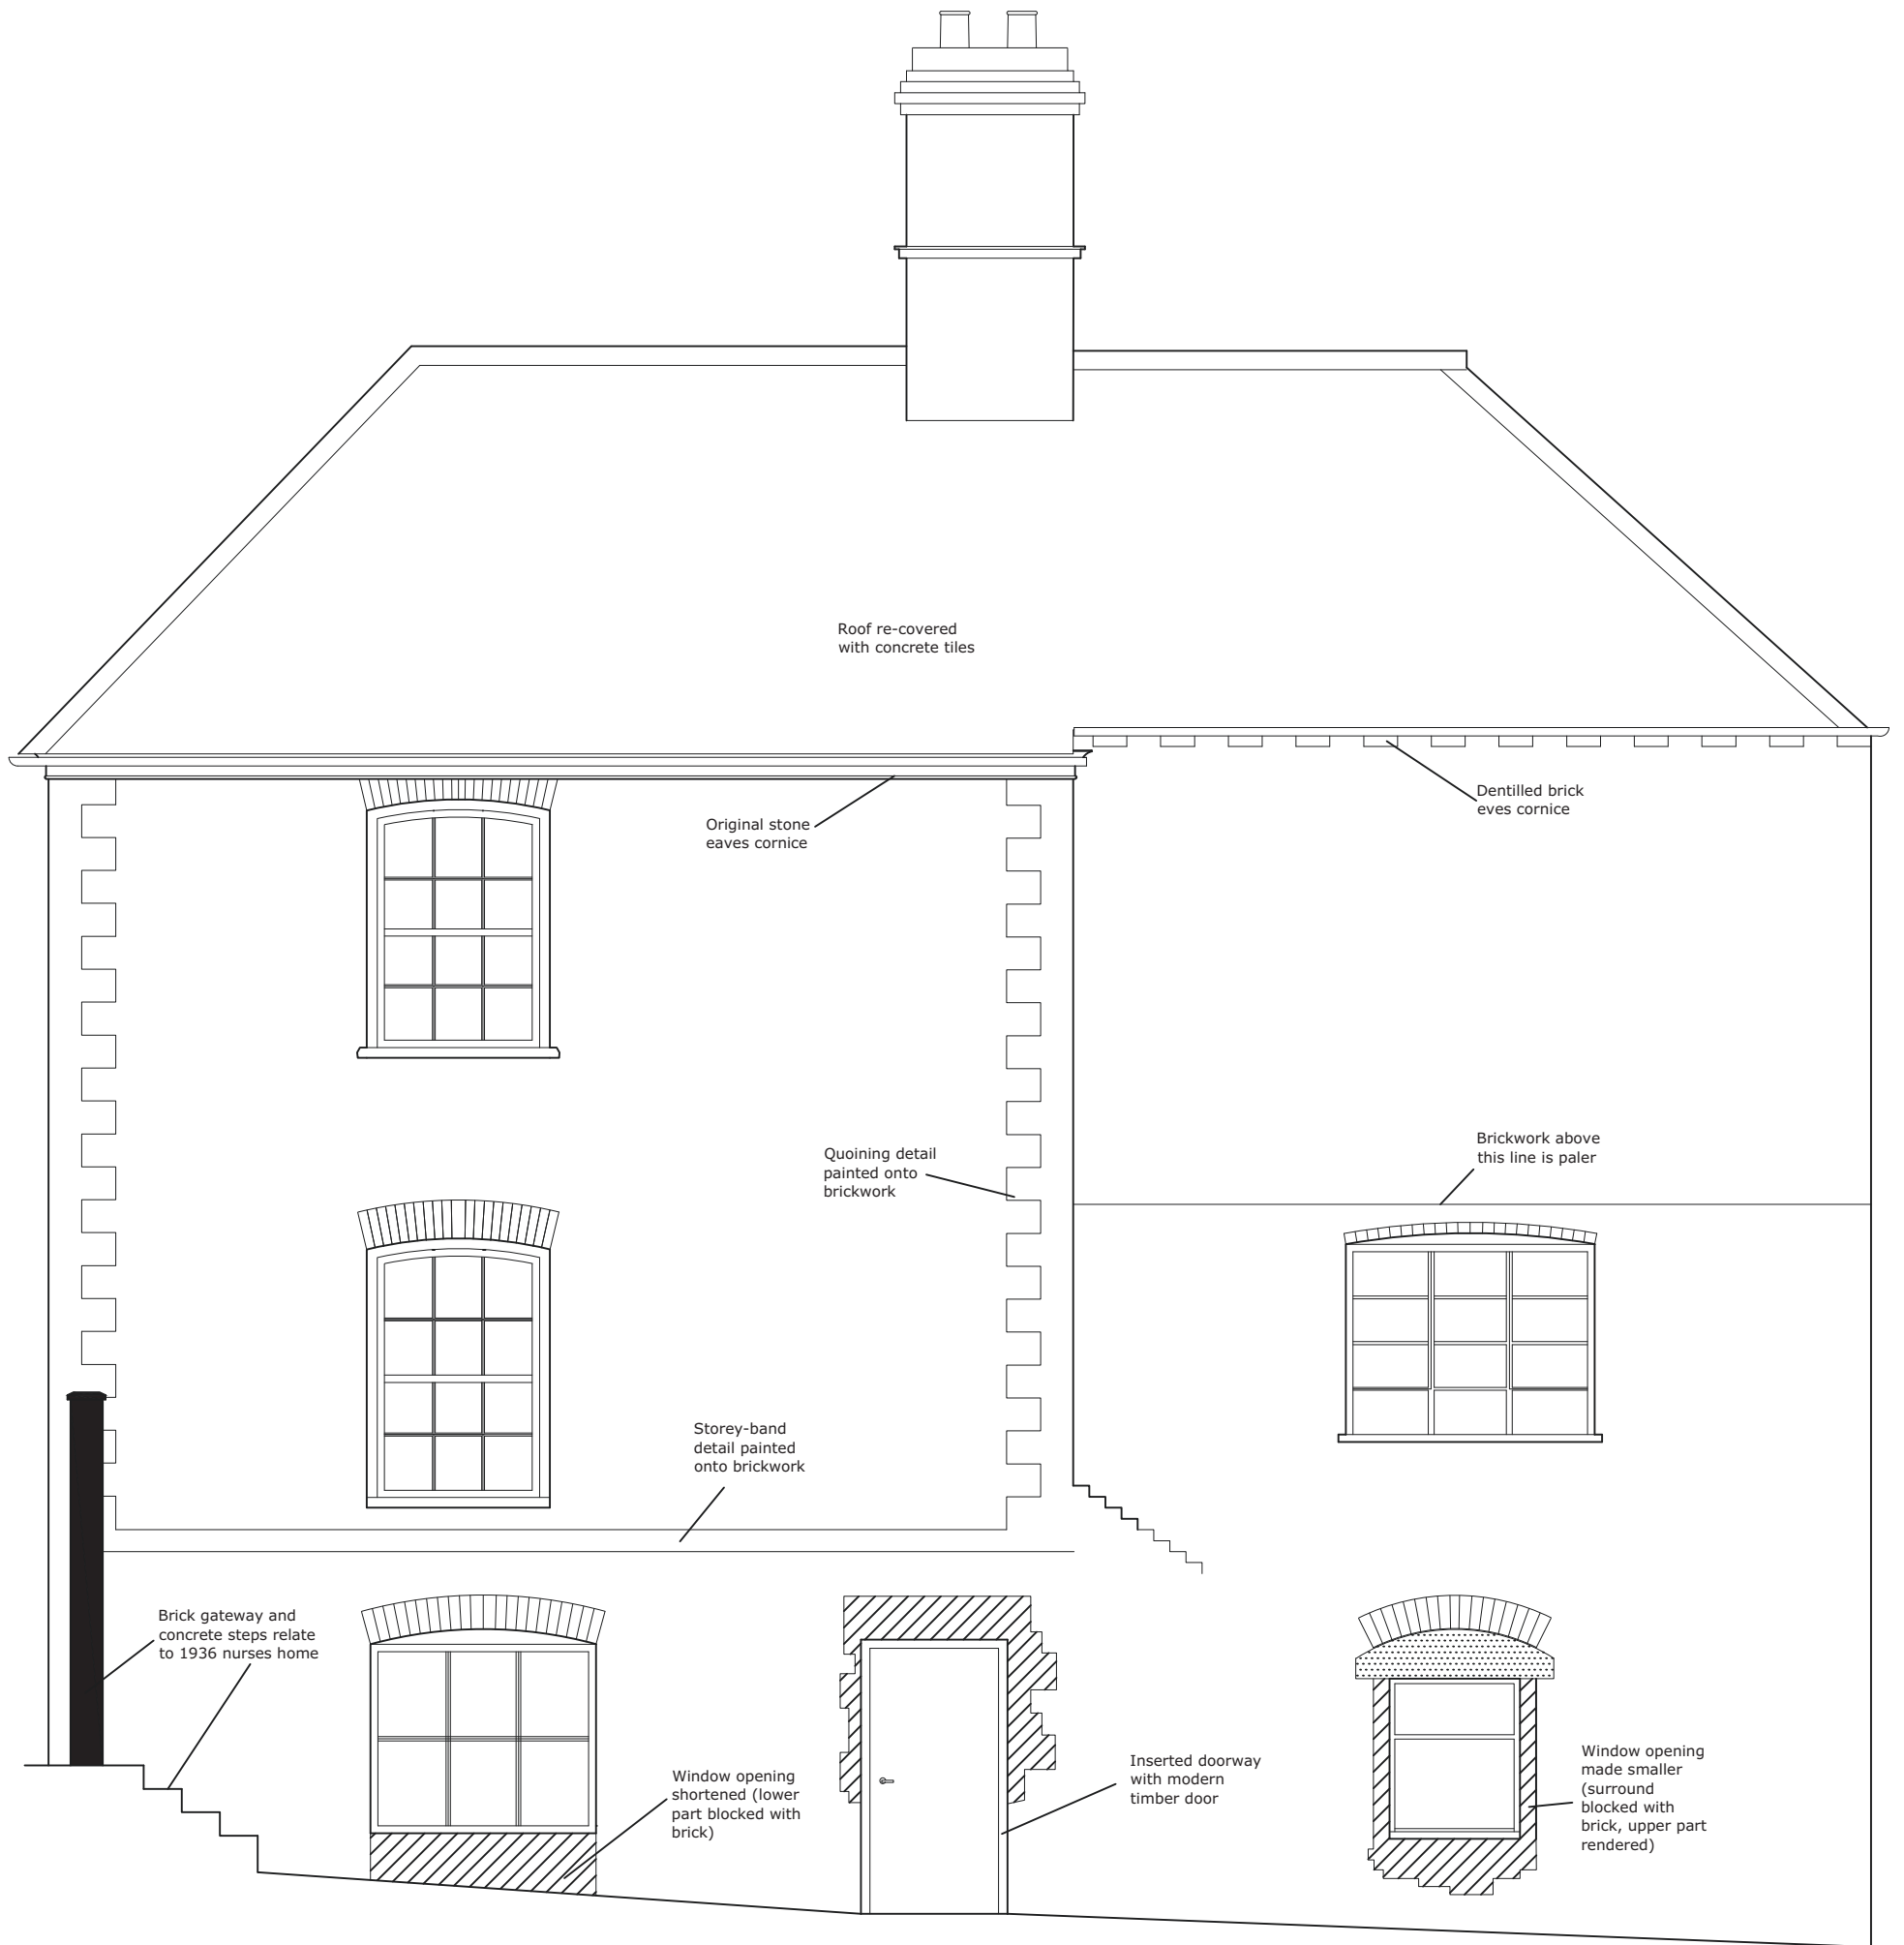 Roof re-covered
with concrete tiles
Dentilled brick
eves cornice
Original stone
eaves cornice
Brickwork above
this line is paler
Quoining detail
painted onto
brickwork
Storey-band
detail painted
onto brickwork
Brick gateway and
concrete steps relate
to 1936 nurses home
Window opening
shortened (lower
part blocked with
brick)
Inserted doorway
with modern
timber door
Window opening
made smaller
(surround
blocked with
brick, upper part
rendered)